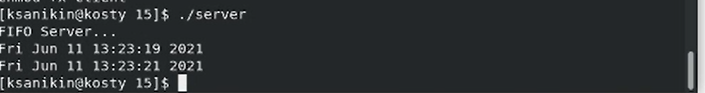 [ksanikin@kosty 15]$ ./server
FIFO Server...
Fri Jun 11 13:23:19 2021
Fri Jun 11 13:23:21 2021
[ksanikin@kosty 15]$